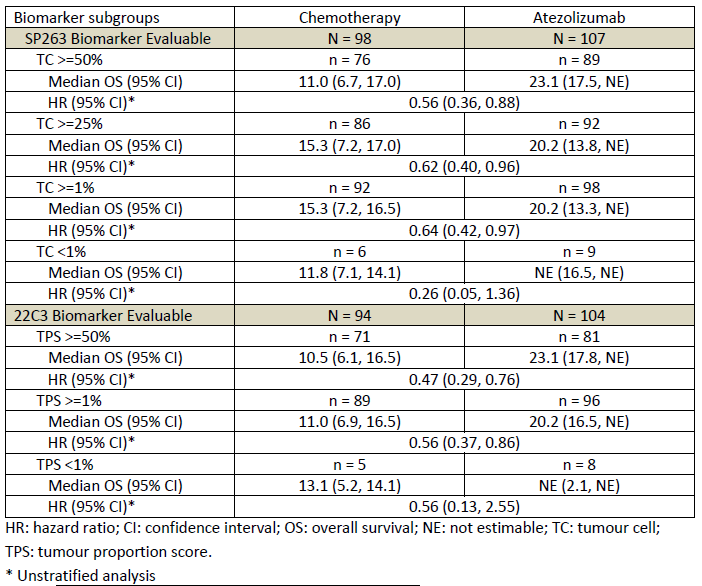 Biomarker subgroups Chemotherapy Atezolizumab
SP263 Biomarker Evaluable N = 98 N = 107
TC >=50% n = 76 n = 89
Median OS (95% CI) 11.0 (6.7, 17.0) 23.1 (17.5, NE)
HR (95% CI)* 0.56 (0.36, 0.88)
TC >=25% n = 86 n = 92
Median OS (95% CI) 15.3 (7.2, 17.0) 20.2 (13.8, NE)
HR (95% CI)* 0.62 (0.40, 0.96)
TC >=1% n = 92 n = 98
Median OS (95% CI) 15.3 (7.2, 16.5) 20.2 (13.3, NE)
HR (95% CI)* 0.64 (0.42, 0.97)
TC <1% n = 6 n = 9
Median OS (95% CI) 11.8 (7.1, 14.1) NE (16.5, NE)
HR (95% CI)* 0.26 (0.05, 1.36)
22C3 Biomarker Evaluable N = 94 N = 104
TPS >=50% n = 71 n = 81
Median OS (95% CI) 10.5 (6.1, 16.5) 23.1 (17.8, NE)
HR (95% CI)* 0.47 (0.29, 0.76)
TPS >=1% n = 89 n = 96
Median OS (95% CI) 11.0 (6.9, 16.5) 20.2 (16.5, NE)
HR (95% CI)* 0.56 (0.37, 0.86)
TPS <1% n = 5 n = 8
Median OS (95% CI) 13.1 (5.2, 14.1) NE (2.1, NE)
HR (95% CI)* 0.56 (0.13, 2.55)
HR: hazard ratio; CI: confidence interval; OS: overall survival; NE: not estimable; TC: tumour cell;
TPS: tumour proportion score.
* Unstratified analysis